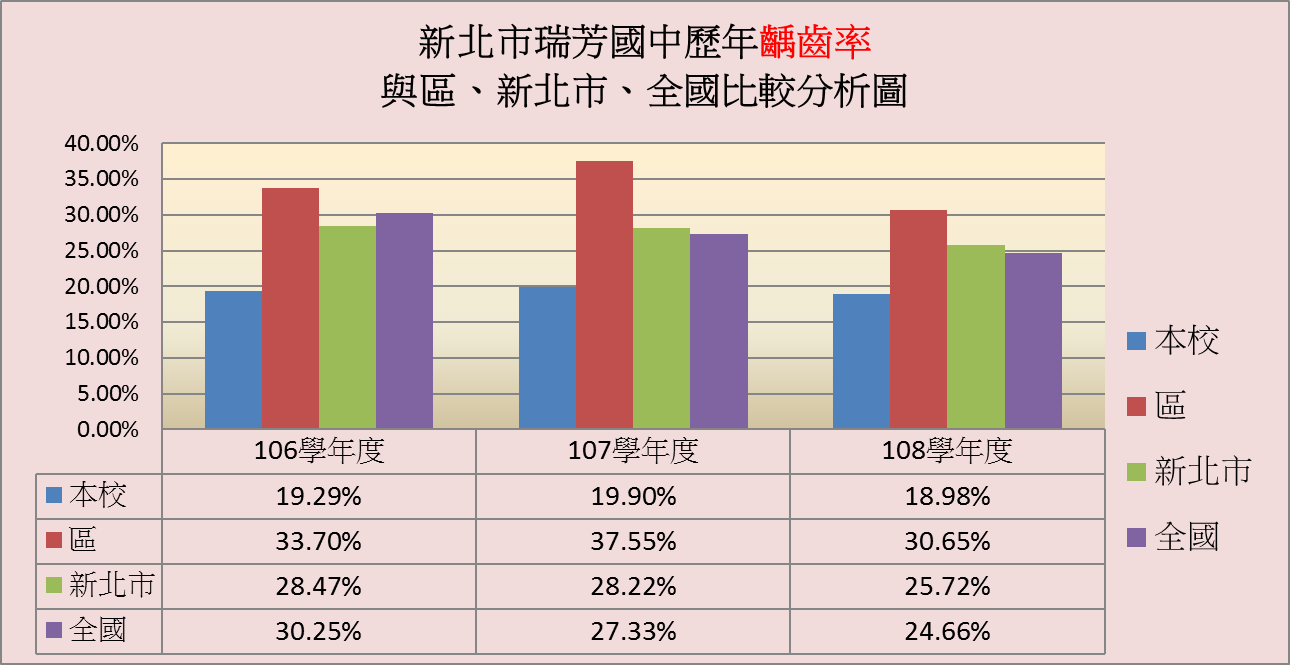 新北市瑞芳國中歷年齲齒率
與區、新北市、全國比較分析圖
40.00%
35.00%
30.00%
25.00%
20.00%
15.00%
10.00%
5.00%
0.00%
106學年度 107學年度 108學年度
本校 19.29% 19.90% 18.98%
區 33.70% 37.55% 30.65%
新北市 28.47% 28.22% 25.72%
全國 30.25% 27.33% 24.66%
本校
區
新北市
全國